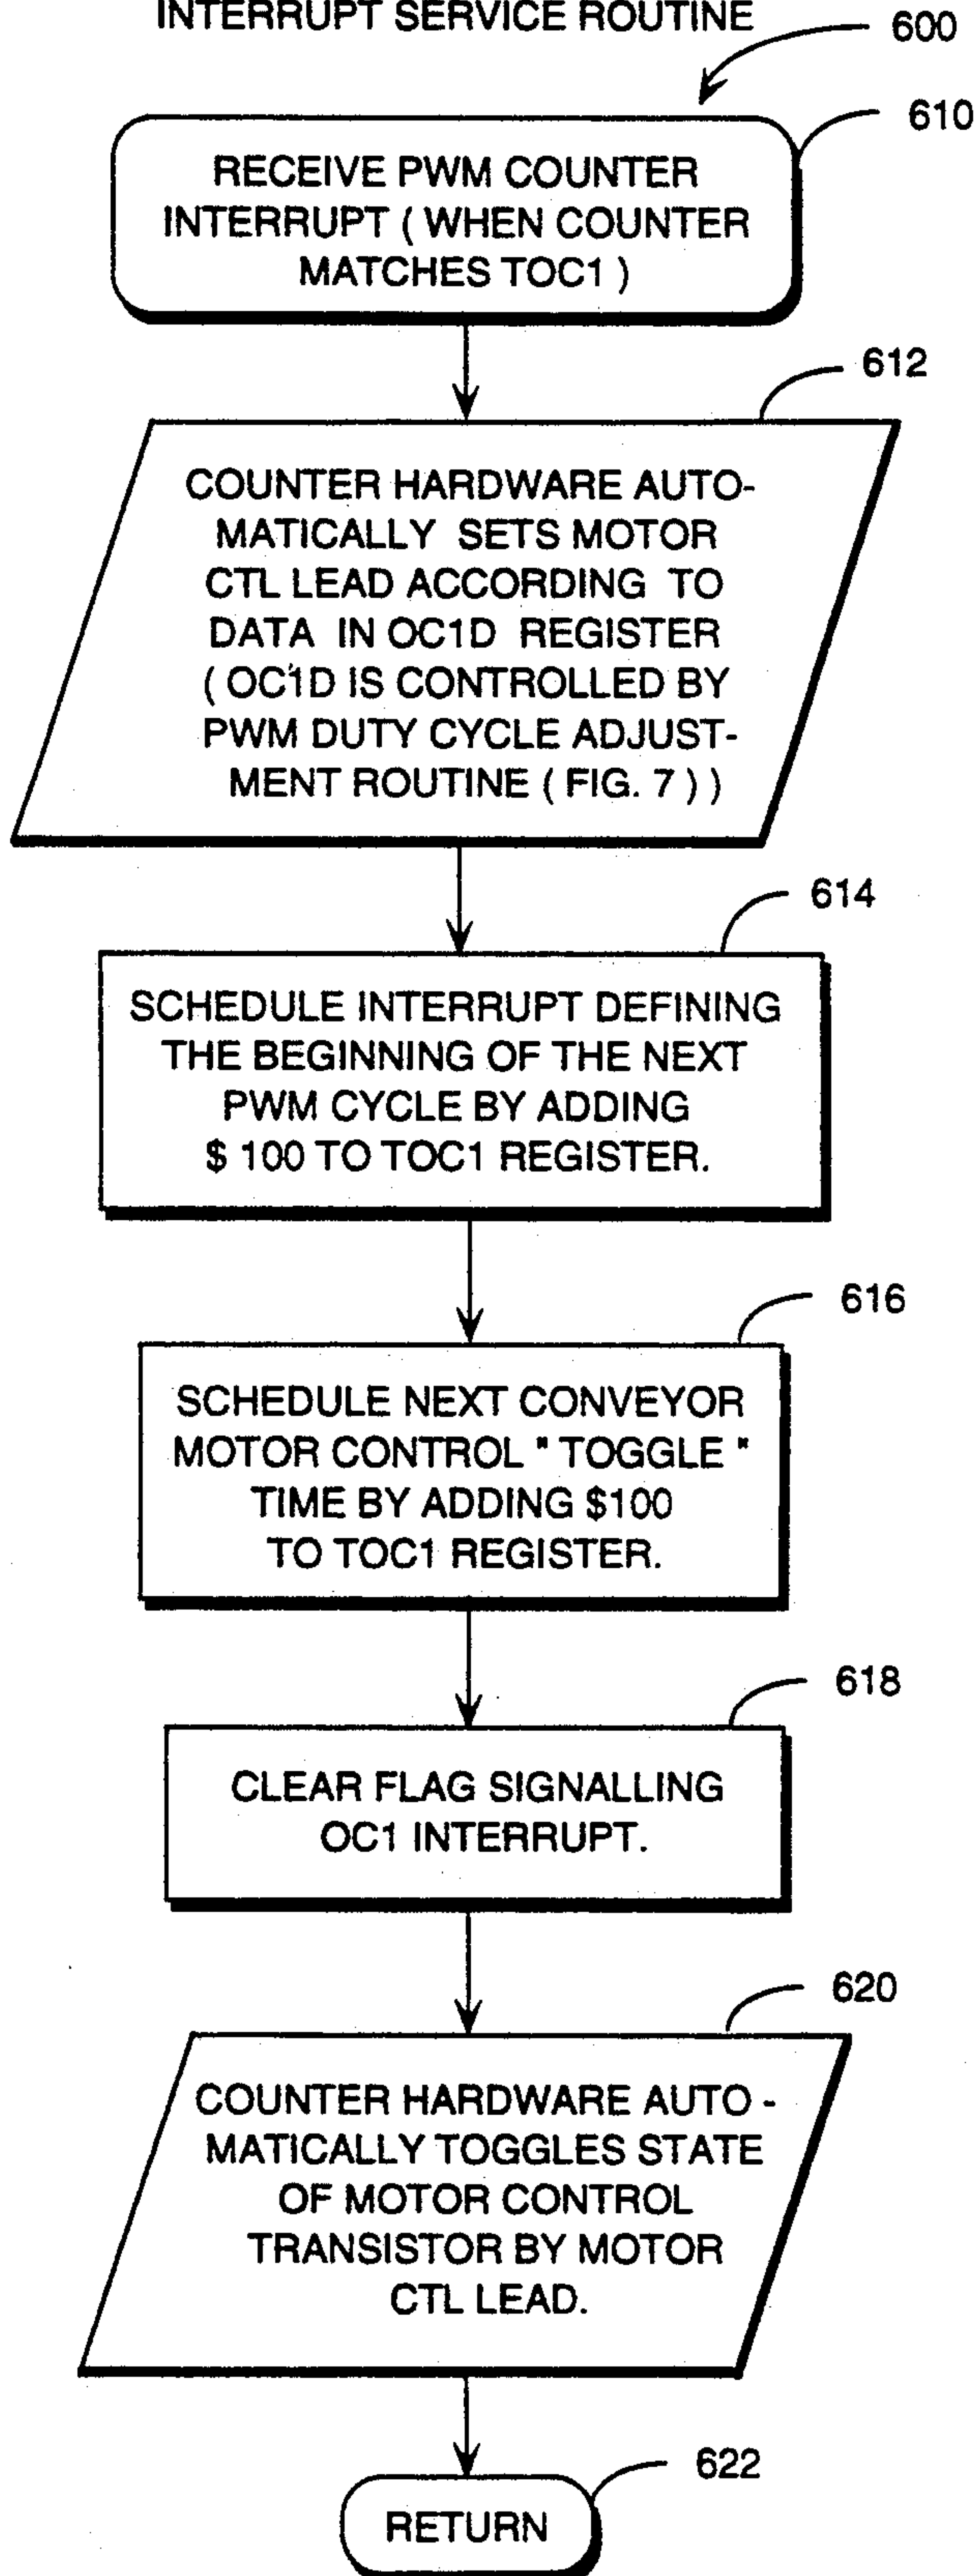 INTERRUPT SERVICE ROUTINE
600
610
RECEIVE PWM COUNTER
INTERRUPT ( WHEN COUNTER
MATCHES TOC1 )
612
COUNTER HARDWARE AUTO-
MATICALLY SETS MOTOR
CTL LEAD ACCORDING TO
DATA IN OC1D REGISTER
( OC1D IS CONTROLLED BY
PWM DUTY CYCLE ADJUST-
MENT ROUTINE ( FIG. 7 ) )
614
SCHEDULE INTERRUPT DEFINING
THE BEGINNING OF THE NEXT
PWM CYCLE BY ADDING
$ 100 TO TOC1 REGISTER.
616
SCHEDULE NEXT CONVEYOR
MOTOR CONTROL " TOGGLE "
TIME BY ADDING $100
TO TOC1 REGISTER.
618
CLEAR FLAG SIGNALLING
OC1 INTERRUPT.
620
COUNTER HARDWARE AUTO -
MATICALLY TOGGLES STATE
OF MOTOR CONTROL
TRANSISTOR BY MOTOR
CTL LEAD.
622
RETURN